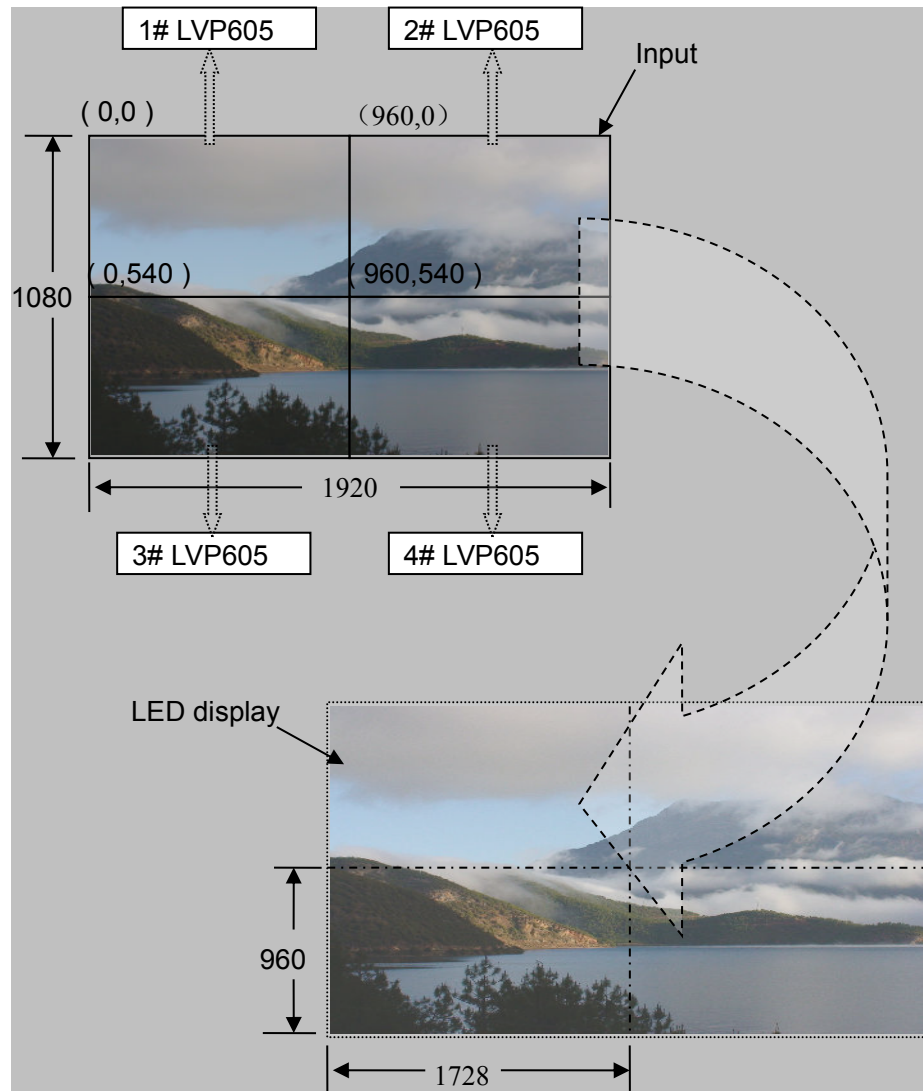 1# LVP605
2# LVP605
Input
( 0,0 )
（960,0）
( 0,540 )
( 960,540 )
1080
1920
3# LVP605
4# LVP605
LED display
960
1728